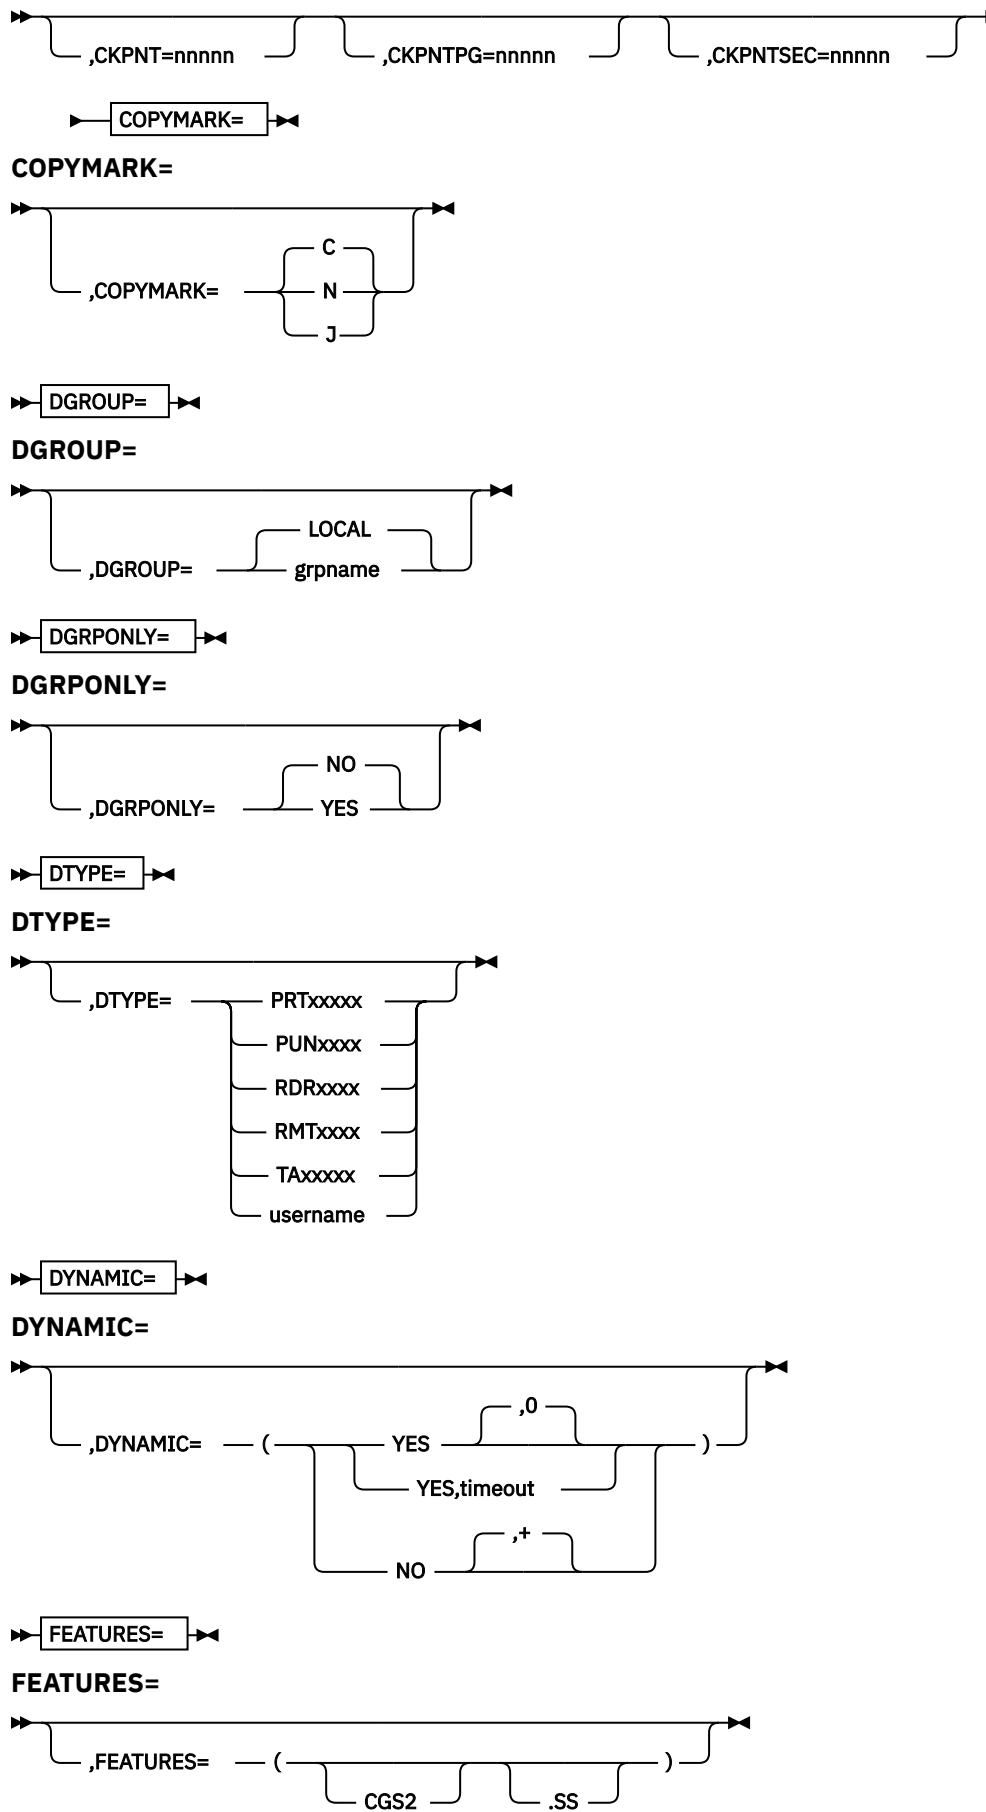 ,CKPNT=nnnnn ,CKPNTPG=nnnnn ,CKPNTSEC=nnnnn
COPYMARK=
COPYMARK=
C
,COPYMARK= N
J
DGROUP=
DGROUP=
LOCAL
,DGROUP= grpname
DGRPONLY=
DGRPONLY=
NO
,DGRPONLY= YES
DTYPE=
DTYPE=
,DTYPE= PRTxxxxx
PUNxxxx
RDRxxxx
RMTxxxx
TAxxxxx
username
DYNAMIC=
DYNAMIC=
,0
,DYNAMIC= ( YES )
YES,timeout
,+
NO
FEATURES=
FEATURES=
,FEATURES= ( )
CGS2 .SS